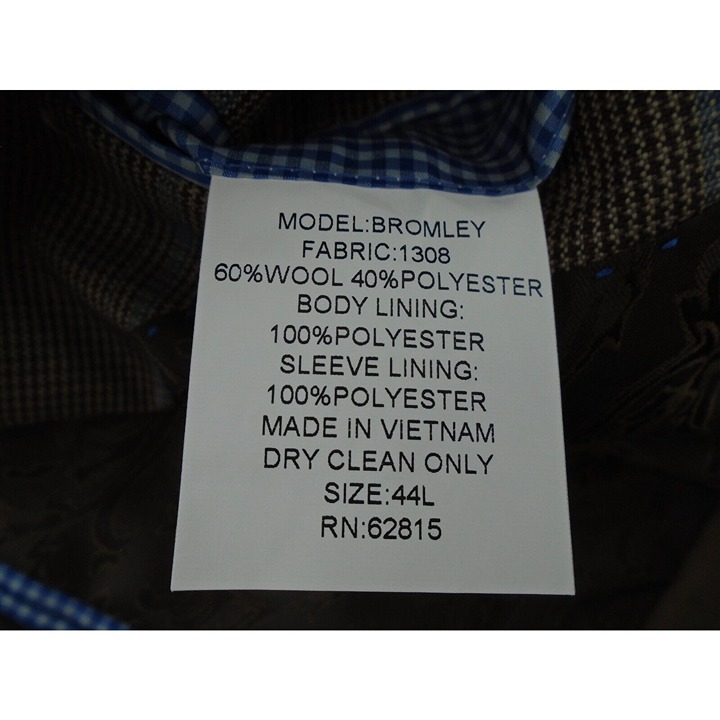 MODEL:BROMLEY
FABRIC:1308
60%WOOL 40%POLYESTER
BODY LINING:
100%POLYESTER
SLEEVE LINING:
100%POLYESTER
MADE IN VIETNAM
DRY CLEAN ONLY
SIZE:44L
RN:62815